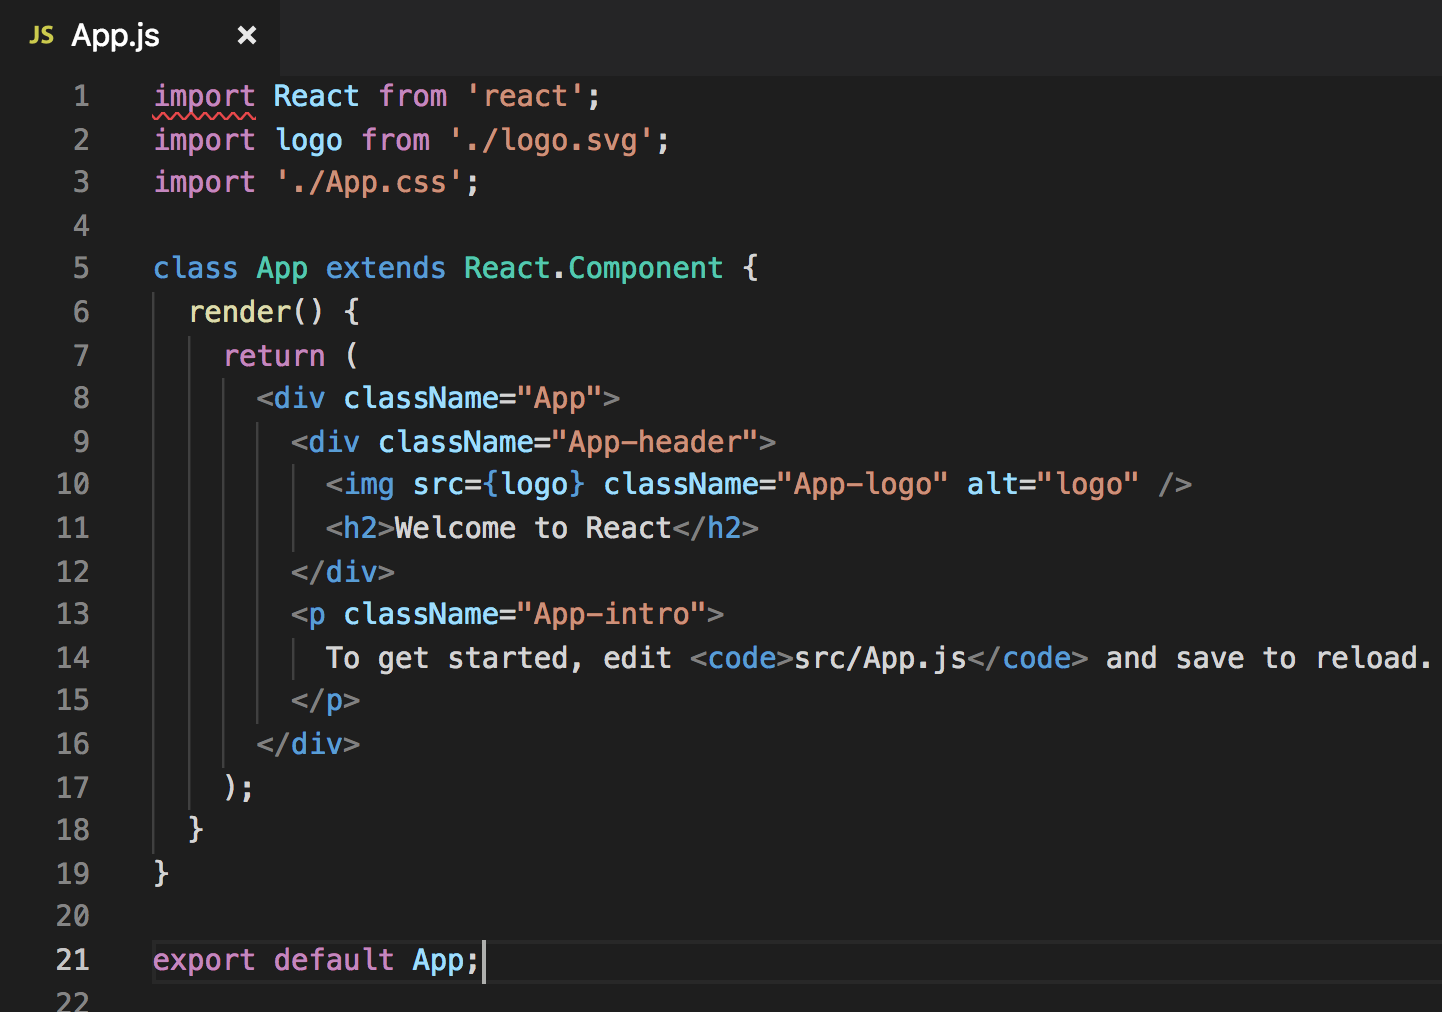 JS App.js ×
1 import React from 'react';
2 import logo from './logo.svg';
3 import './App.css';
4
5 class App extends React.Component {
6   render() {
7     return (
8       <div className="App">
9         <div className="App-header">
10           <img src={logo} className="App-logo" alt="logo" />
11           <h2>Welcome to React</h2>
12         </div>
13         <p className="App-intro">
14           To get started, edit <code>src/App.js</code> and save to reload.
15         </p>
16       </div>
17     );
18   }
19 }
20
21 export default App;
22